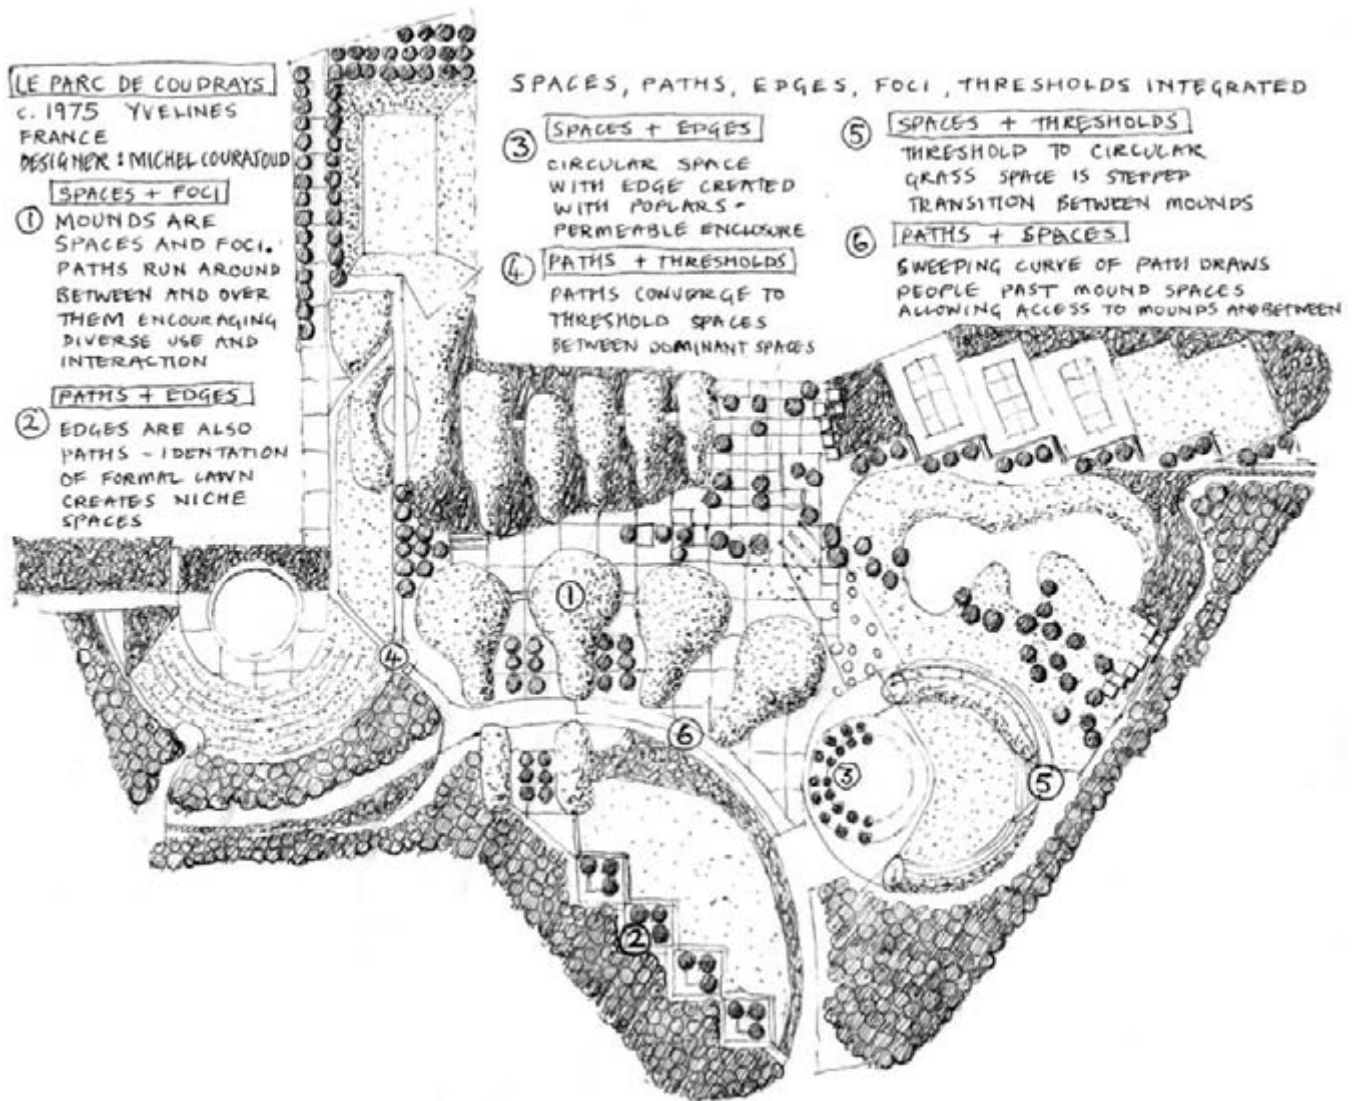 LE PARC DE COUDRAYS
c. 1975 YVELINES
FRANCE
DESIGNER : MICHEL COURAJOUD
SPACES + FOCI
① MOUNDS ARE
SPACES AND FOCI.
PATHS RUN AROUND
BETWEEN AND OVER
THEM ENCOURAGING
DIVERSE USE AND
INTERACTION
PATHS + EDGES
② EDGES ARE ALSO
PATHS - IDENTATION
OF FORMAL LAWN
CREATES NICHE
SPACES
SPACES, PATHS, EDGES, FOCI, THRESHOLDS INTEGRATED
③ SPACES + EDGES
CIRCULAR SPACE
WITH EDGE CREATED
WITH POPLARS -
PERMEABLE ENCLOSURE
④ PATHS + THRESHOLDS
PATHS CONVERGE TO
THRESHOLD SPACES
BETWEEN DOMINANT SPACES
⑤ SPACES + THRESHOLDS
THRESHOLD TO CIRCULAR
GRASS SPACE IS STEPPED
TRANSITION BETWEEN MOUNDS
⑥ PATHS + SPACES
SWEEPING CURVE OF PATH DRAWS
PEOPLE PAST MOUND SPACES
ALLOWING ACCESS TO MOUNDS AND BETWEEN
①
④
⑥
③
⑤
②